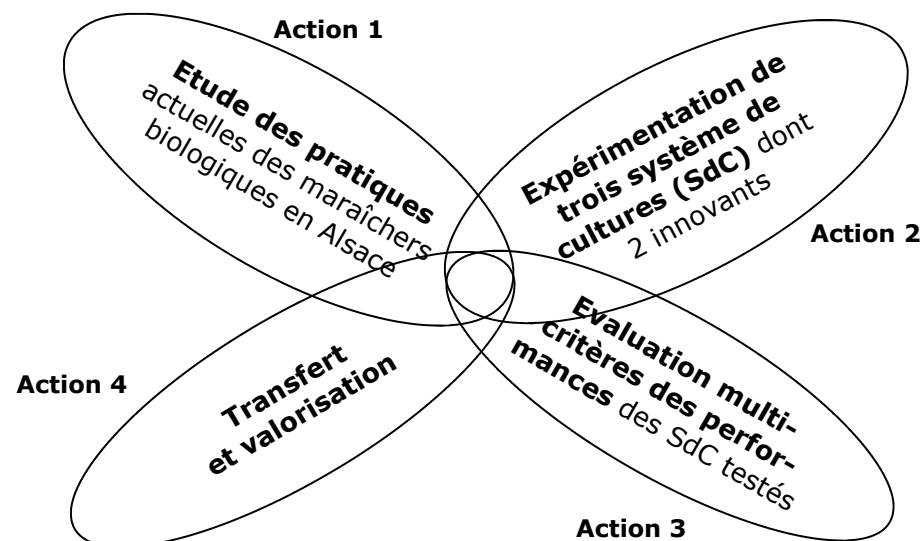 Action 1
Etude des pratiques
actuelles des maraîchers
biologiques en Alsace
Expérimentation de
trois système de
cultures (SdC) dont
2 innovants
Action 2
Action 4
Transfert
et valorisation
Evaluation multi-
critères des perfor-
mances des SdC testés
Action 3